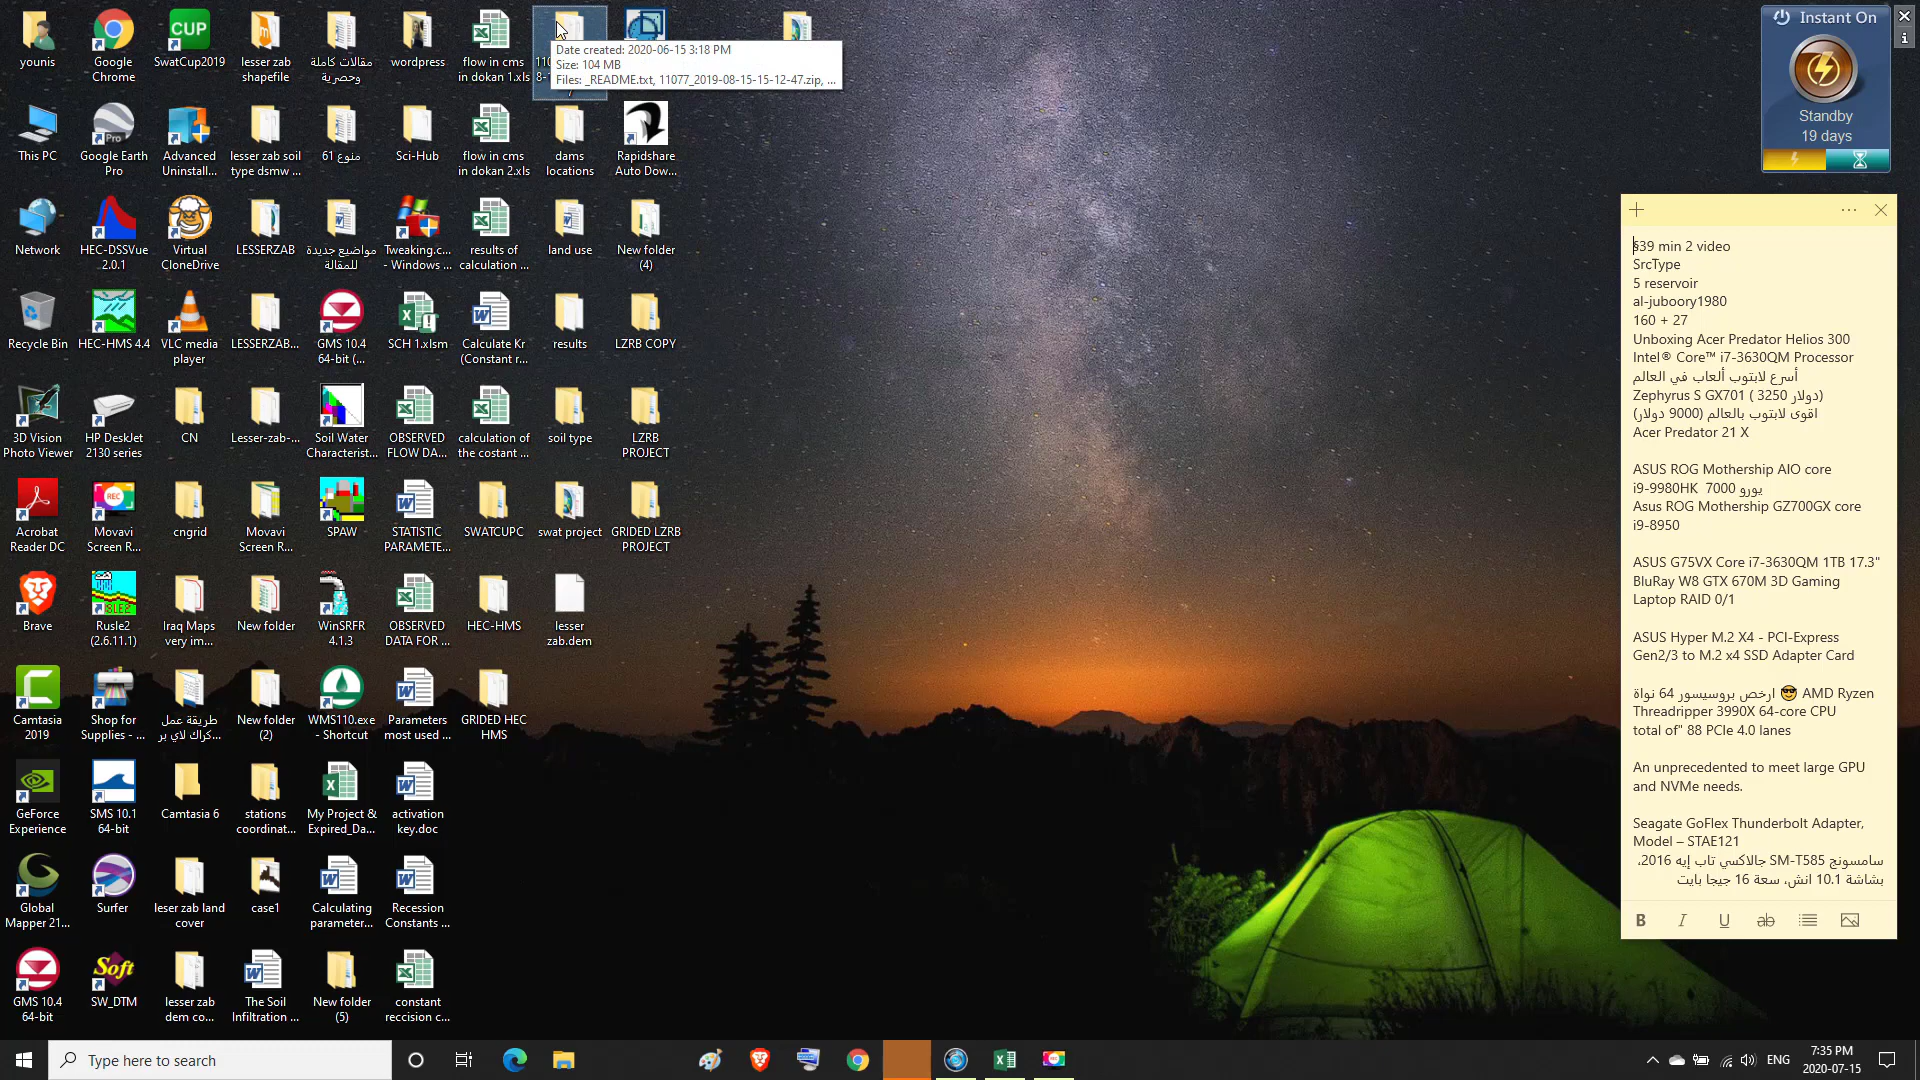 younis
Google
Chrome
CUP
SwatCup2019
lesser zab
shapefile
مقالات كاملة
وحصرية
wordpress
flow in cms
in dokan 1.xls
Date created: 2020-06-15 3:18 PM
Size: 104 MB
Files: _README.txt, 11077_2019-08-15-15-12-47.zip, ...
Instant On
Standby
19 days
This PC
Pro
Google Earth
Pro
Advanced
Uninstall...
lesser zab soil
type dsmw ...
منوع 61
Sci-Hub
flow in cms
in dokan 2.xls
dams
locations
Rapidshare
Auto Dow...
Network
HEC-DSSVue
2.0.1
Virtual
CloneDrive
LESSERZAB
مواضيع جديدة
للمقالة
Tweaking.c...
- Windows ...
results of
calculation ...
land use
New folder
(4)
Recycle Bin
HEC-HMS 4.4
VLC media
player
LESSERZAB...
GMS 10.4
64-bit (...
SCH 1.xlsm
Calculate Kr
(Constant r...
results
LZRB COPY
3D Vision
Photo Viewer
HP DeskJet
2130 series
CN
Lesser-zab-...
Soil Water
Characterist...
OBSERVED
FLOW DA...
calculation of
the costant ...
soil type
LZRB
PROJECT
Acrobat
Reader DC
REC
Movavi
Screen R...
cngrid
Movavi
Screen R...
SPAW
STATISTIC
PARAMETE...
SWATCUPC
swat project
GRIDED LZRB
PROJECT
Brave
Rusle2
(2.6.11.1)
Iraq Maps
very im...
New folder
WinSRFR
4.1.3
OBSERVED
DATA FOR ...
HEC-HMS
lesser
zab.dem
Camtasia
2019
Shop for
Supplies - ...
طريقة عمل
كراك لاي بر...
New folder
(2)
WMS110.exe
- Shortcut
Parameters
most used ...
GRIDED HEC
HMS
GeForce
Experience
SMS 10.1
64-bit
Camtasia 6
stations
coordinat...
My Project &
Expired_Da...
activation
key.doc
Global
Mapper 21...
Surfer
leser zab land
cover
case1
Calculating
parameter...
Recession
Constants ...
GMS 10.4
64-bit
Soft
SW_DTM
lesser zab
dem co...
The Soil
Infiltration ...
New folder
(5)
constant
reccision c...
39 min 2 video
SrcType
5 reservoir
al-juboory1980
160 + 27
Unboxing Acer Predator Helios 300
Intel® Core™ i7-3630QM Processor
أسرع لابتوب ألعاب في العالم
Zephyrus S GX701 ( 3250 دولار)
اقوى لابتوب بالعالم (9000 دولار)
Acer Predator 21 X
ASUS ROG Mothership AIO core
i9-9980HK 7000 يورو
Asus ROG Mothership GZ700GX core
i9-8950
ASUS G75VX Core i7-3630QM 1TB 17.3"
BluRay W8 GTX 670M 3D Gaming
Laptop RAID 0/1
ASUS Hyper M.2 X4 - PCI-Express
Gen2/3 to M.2 x4 SSD Adapter Card
ارخص بروسيسور 64 نواة 😎 AMD Ryzen
Threadripper 3990X 64-core CPU
total of" 88 PCIe 4.0 lanes
An unprecedented to meet large GPU
and NVMe needs.
Seagate GoFlex Thunderbolt Adapter,
Model – STAE121
سامسونج SM-T585 جالاكسي تاب إيه 2016،
بشاشة 10.1 انش، سعة 16 جيجا بايت
B I U ab
Type here to search
REC
ENG
7:35 PM
2020-07-15